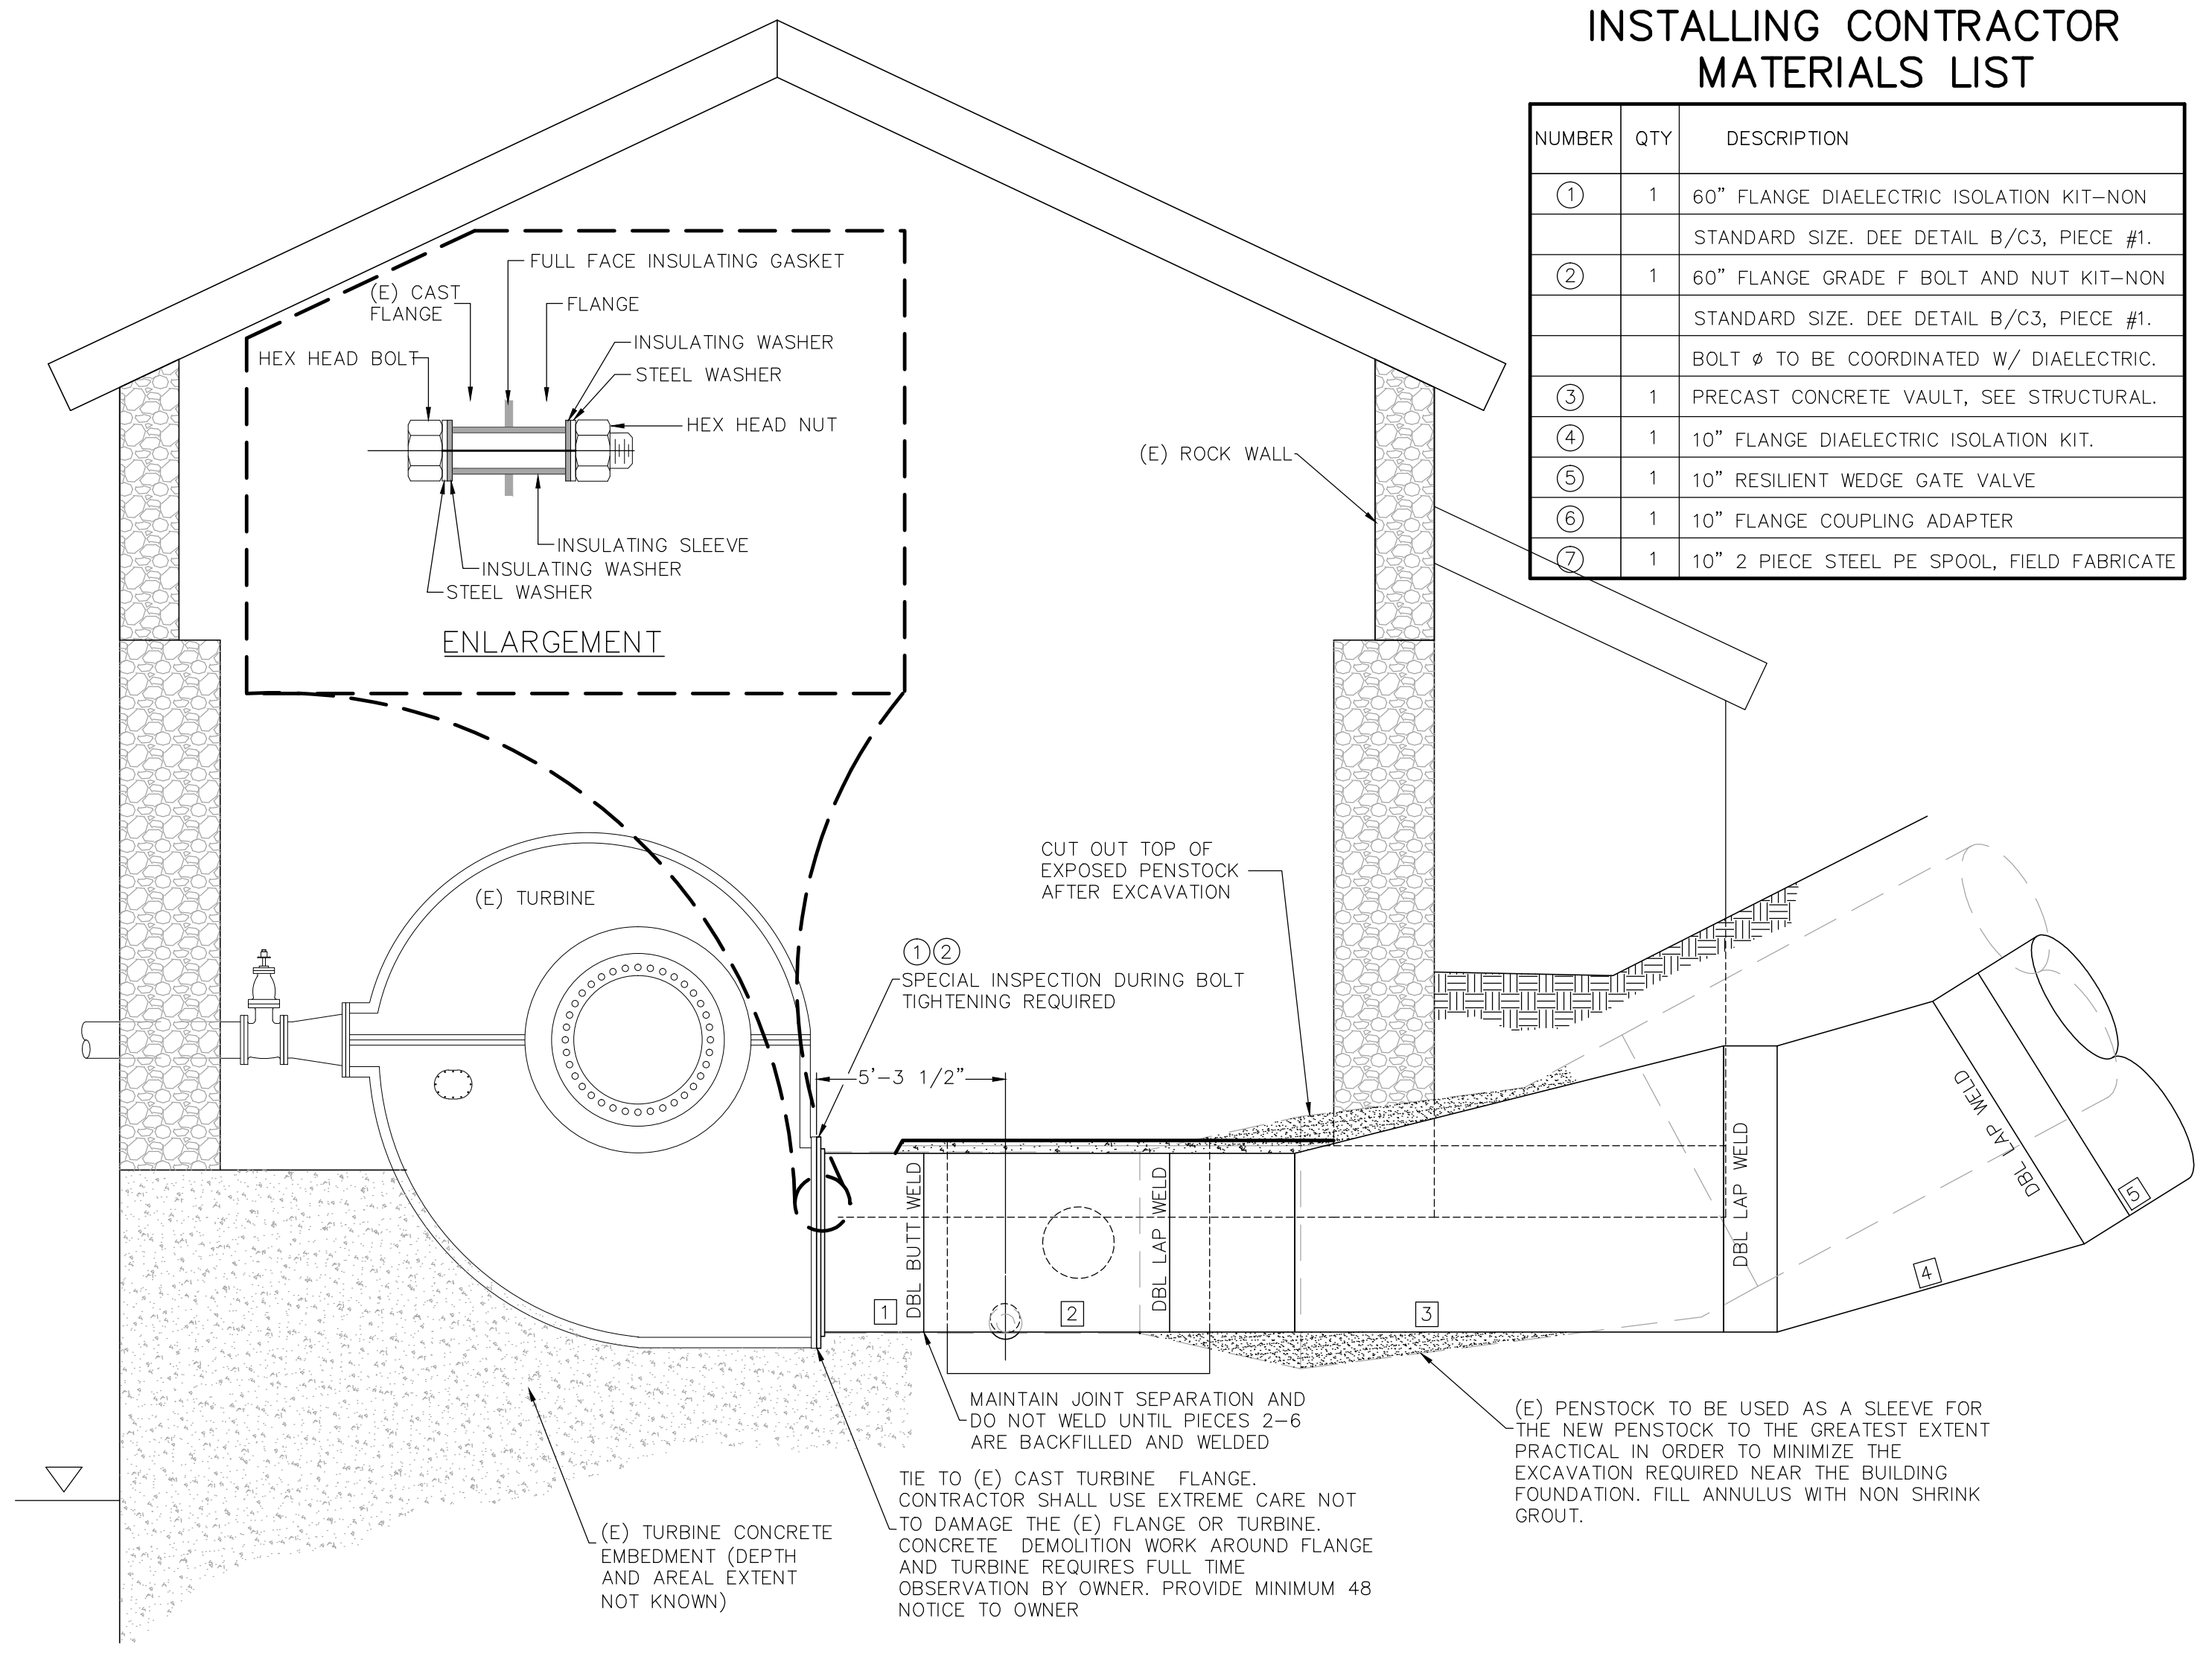 INSTALLING CONTRACTOR
MATERIALS LIST
NUMBER QTY DESCRIPTION
1 1 60” FLANGE DIAELECTRIC ISOLATION KIT–NON
STANDARD SIZE. DEE DETAIL B/C3, PIECE #1.
2 1 60” FLANGE GRADE F BOLT AND NUT KIT–NON
STANDARD SIZE. DEE DETAIL B/C3, PIECE #1.
BOLT ø TO BE COORDINATED W/ DIAELECTRIC.
3 1 PRECAST CONCRETE VAULT, SEE STRUCTURAL.
4 1 10” FLANGE DIAELECTRIC ISOLATION KIT.
5 1 10” RESILIENT WEDGE GATE VALVE
6 1 10” FLANGE COUPLING ADAPTER
7 1 10” 2 PIECE STEEL PE SPOOL, FIELD FABRICATE
FULL FACE INSULATING GASKET
(E) CAST
FLANGE
FLANGE
INSULATING WASHER
HEX HEAD BOLT
STEEL WASHER
HEX HEAD NUT
INSULATING SLEEVE
INSULATING WASHER
STEEL WASHER
ENLARGEMENT
(E) ROCK WALL
CUT OUT TOP OF
EXPOSED PENSTOCK
AFTER EXCAVATION
(E) TURBINE
1 2
SPECIAL INSPECTION DURING BOLT
TIGHTENING REQUIRED
5’–3 1/2”
DBL BUTT WELD
DBL LAP WELD
DBL LAP WELD
DBL LAP WELD
1
2
3
4
5
MAINTAIN JOINT SEPARATION AND
DO NOT WELD UNTIL PIECES 2–6
ARE BACKFILLED AND WELDED
TIE TO (E) CAST TURBINE FLANGE.
CONTRACTOR SHALL USE EXTREME CARE NOT
TO DAMAGE THE (E) FLANGE OR TURBINE.
CONCRETE DEMOLITION WORK AROUND FLANGE
AND TURBINE REQUIRES FULL TIME
OBSERVATION BY OWNER. PROVIDE MINIMUM 48
NOTICE TO OWNER
(E) TURBINE CONCRETE
EMBEDMENT (DEPTH
AND AREAL EXTENT
NOT KNOWN)
(E) PENSTOCK TO BE USED AS A SLEEVE FOR
THE NEW PENSTOCK TO THE GREATEST EXTENT
PRACTICAL IN ORDER TO MINIMIZE THE
EXCAVATION REQUIRED NEAR THE BUILDING
FOUNDATION. FILL ANNULUS WITH NON SHRINK
GROUT.